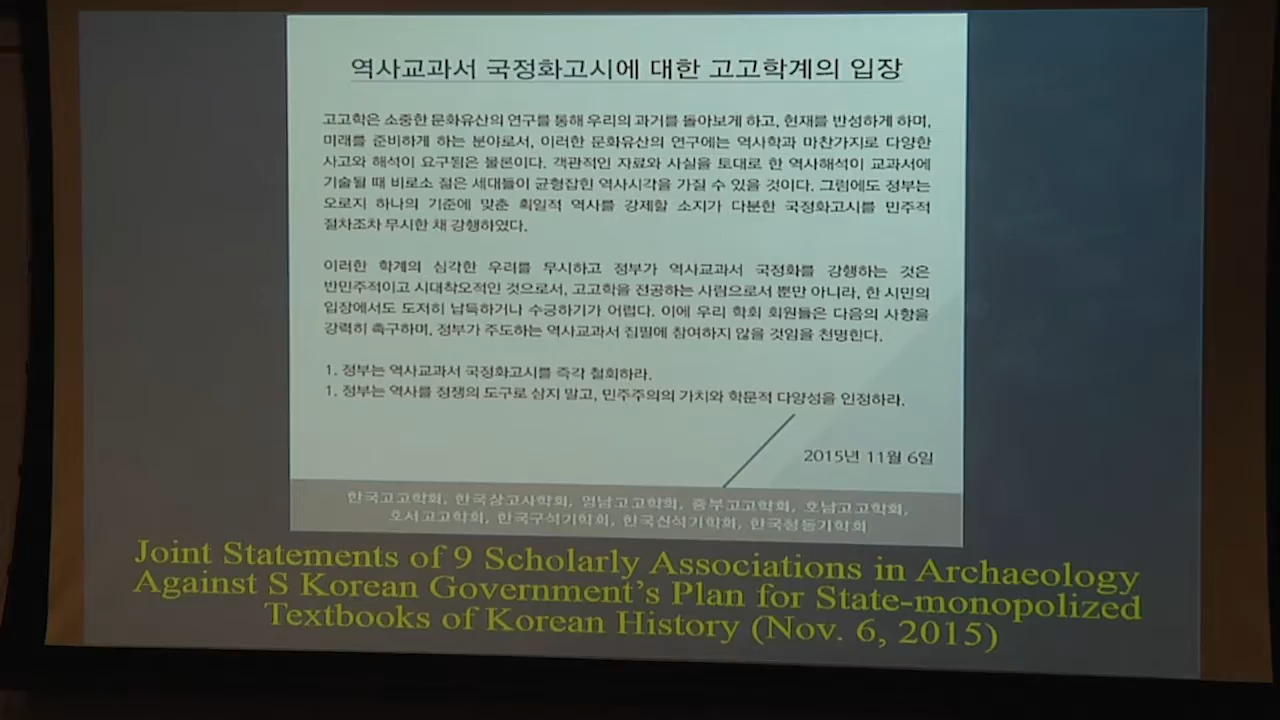 역사교과서 국정화고시에 대한 고고학계의 입장
고고학은 소중한 문화유산의 연구를 통해 우리의 과거를 돌아보게 하고, 현재를 반성하게 하며,
미래를 준비하게 하는 분야로서, 이러한 문화유산의 연구에는 역사학과 마찬가지로 다양한
사고와 해석이 요구됨은 물론이다. 객관적인 자료와 사실을 토대로 한 역사해석이 교과서에
기술될 때 비로소 젊은 세대들이 균형잡힌 역사시각을 가질 수 있을 것이다. 그럼에도 정부는
오로지 하나의 기준에 맞춘 획일적 역사를 강제할 소지가 다분한 국정화고시를 민주적
절차조차 무시한 채 강행하였다.
이러한 학계의 심각한 우려를 무시하고 정부가 역사교과서 국정화를 강행하는 것은
반민주적이고 시대착오적인 것으로서, 고고학을 전공하는 사람으로서 뿐만 아니라, 한 시민의
입장에서도 도저히 납득하거나 수긍하기가 어렵다. 이에 우리 학회 회원들은 다음의 사항을
강력히 촉구하며, 정부가 주도하는 역사교과서 집필에 참여하지 않을 것임을 천명한다.
1. 정부는 역사교과서 국정화고시를 즉각 철회하라.
1. 정부는 역사를 정쟁의 도구로 삼지 말고, 민주주의의 가치와 학문적 다양성을 인정하라.
2015년 11월 6일
한국고고학회, 한국상고사학회, 영남고고학회, 중부고고학회, 호남고고학회,
호서고고학회, 한국구석기학회, 한국신석기학회, 한국청동기학회
Joint Statements of 9 Scholarly Associations in Archaeology
Against S Korean Government's Plan for State-monopolized
Textbooks of Korean History (Nov. 6, 2015)